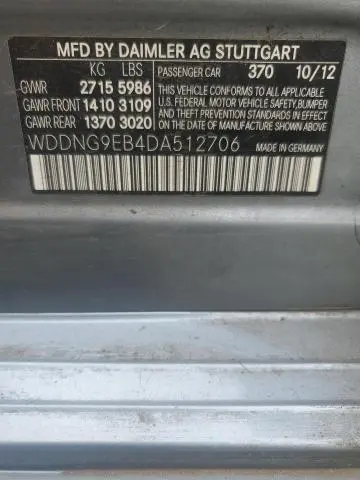 MFD BY DAIMLER AG STUTTGART
KG LBS PASSENGER CAR 370 10/12
GVWR 2715 5986 THIS VEHICLE CONFORMS TO ALL APPLICABLE
GAWR FRONT 1410 3109 U.S. FEDERAL MOTOR VEHICLE SAFETY, BUMPER
GAWR REAR 1370 3020 AND THEFT PREVENTION STANDARDS IN EFFECT
ON THE DATE OF MANUFACTURE SHOWN ABOVE.
WDDNG9EB4DA512706 MADE IN GERMANY